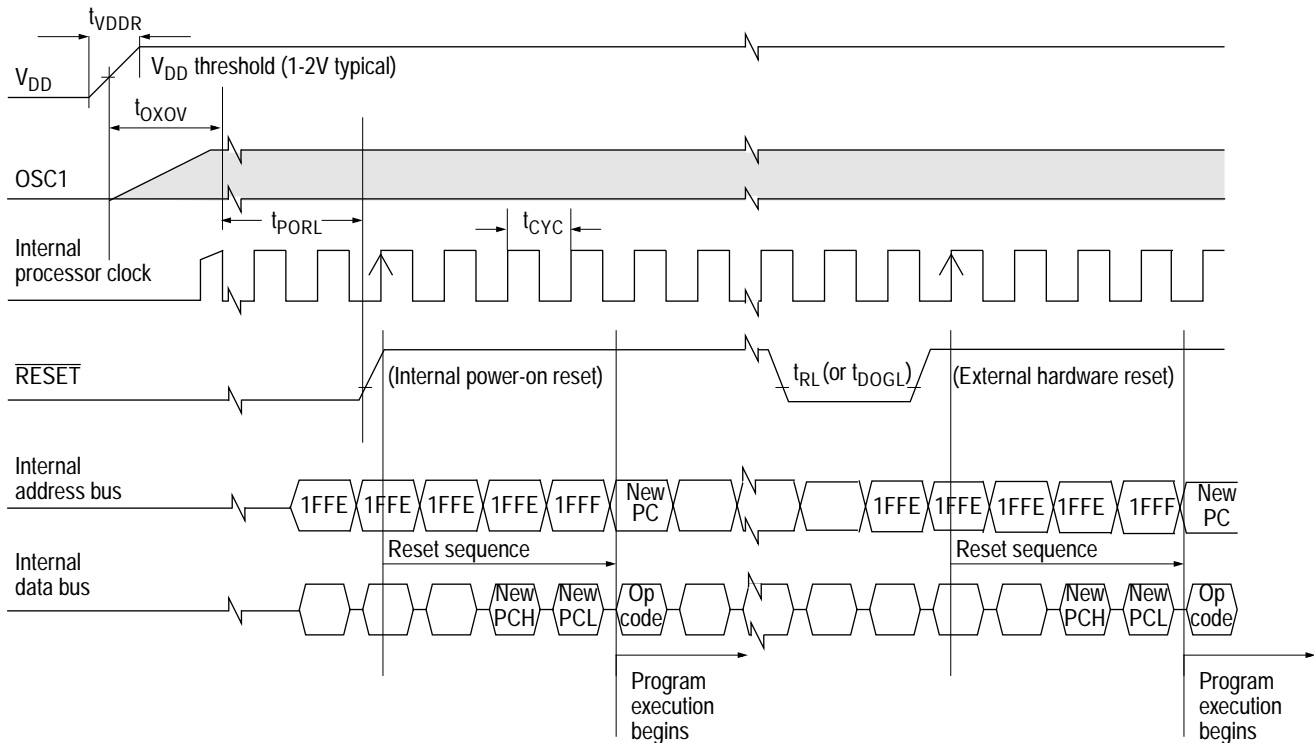 tVDDR
VDD
VDD threshold (1-2V typical)
tOXOV
OSC1
tPORL
tCYC
Internal
processor clock
RESET
(Internal power-on reset)
tRL (or tDOGL)
(External hardware reset)
Internal
address bus
1FFE 1FFE 1FFE 1FFE 1FFF New PC 1FFE 1FFE 1FFE 1FFE 1FFF New PC
Reset sequence
Reset sequence
Internal
data bus
New PCH New PCL Op code New PCH New PCL Op code
Program
execution
begins
Program
execution
begins